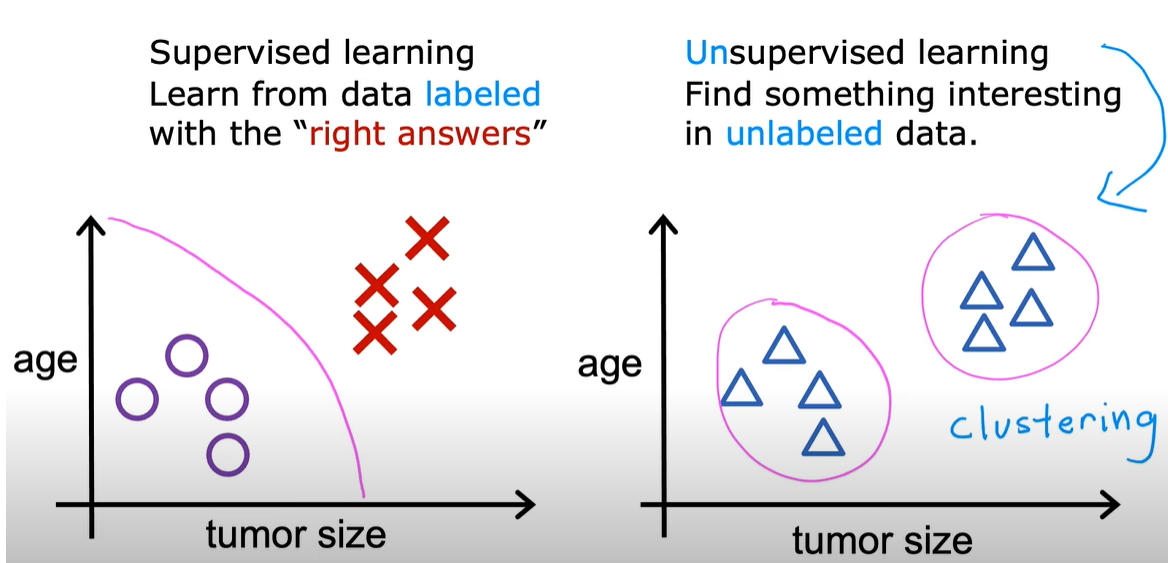 Supervised learning
Learn from data labeled
with the “right answers”
age
tumor size
Unsupervised learning
Find something interesting
in unlabeled data.
age
clustering
tumor size